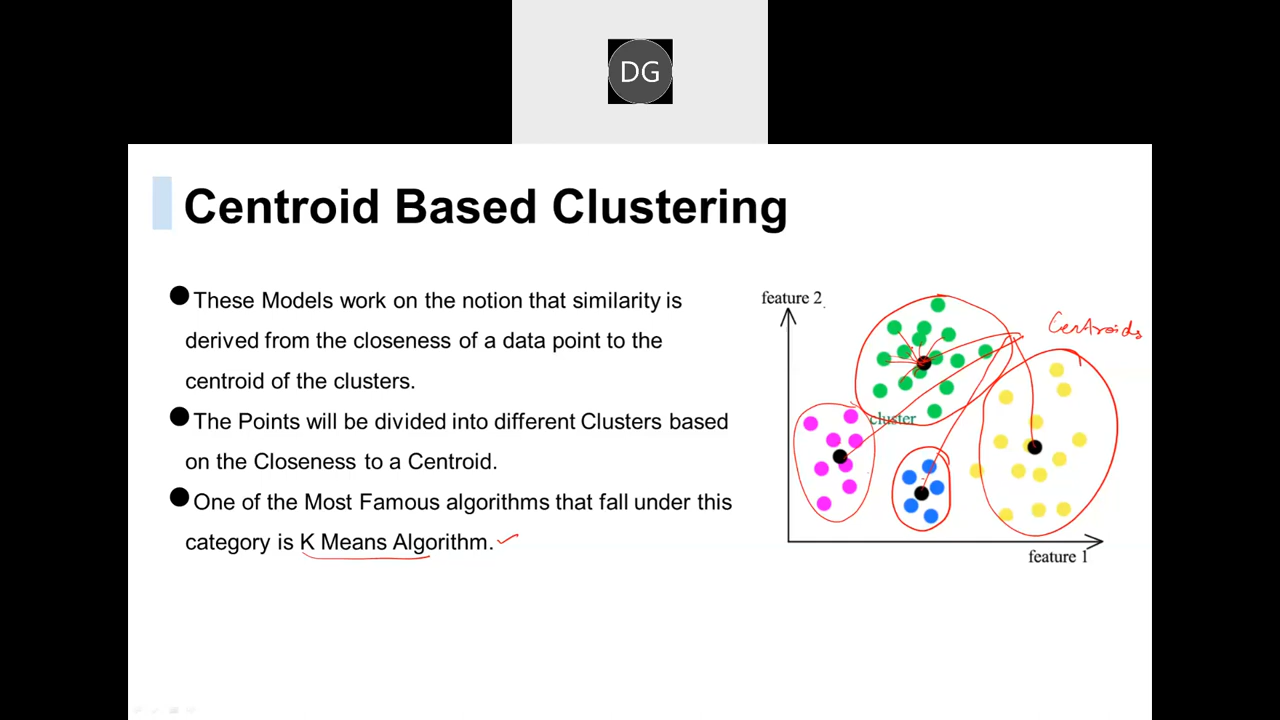 DG
Centroid Based Clustering
These Models work on the notion that similarity is
derived from the closeness of a data point to the
centroid of the clusters.
The Points will be divided into different Clusters based
on the Closeness to a Centroid.
One of the Most Famous algorithms that fall under this
category is K Means Algorithm.
feature 2
Centroids
cluster
feature 1